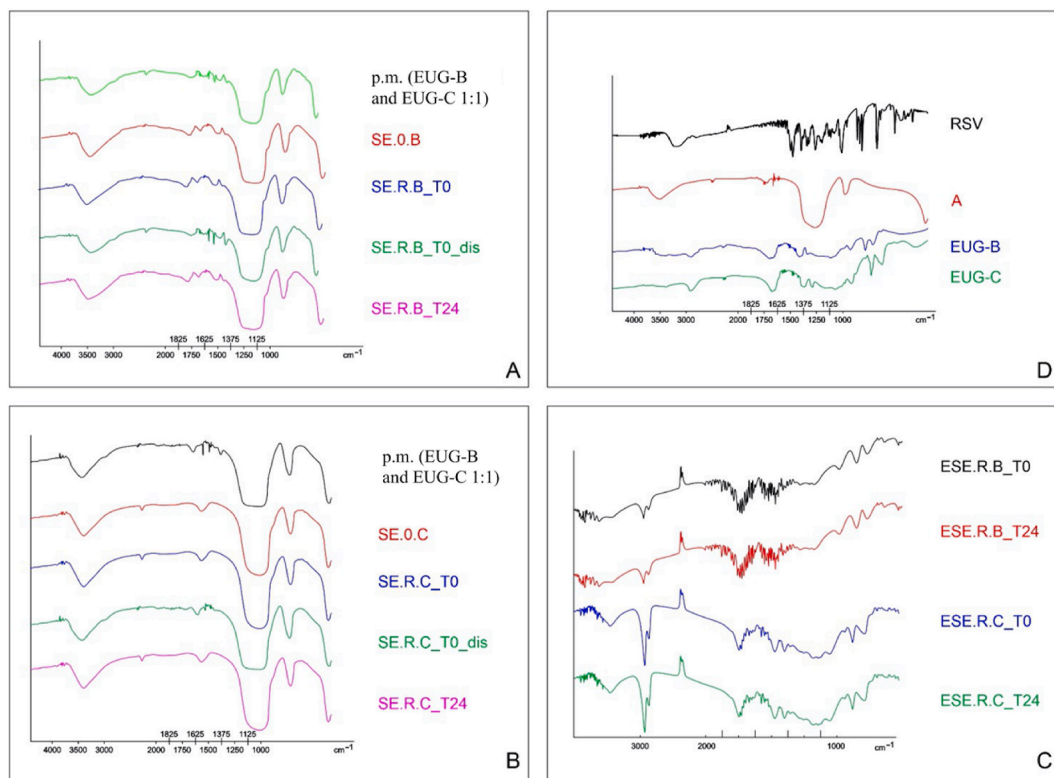 p.m. (EUG-B
and EUG-C 1:1)
SE.0.B
SE.R.B_T0
SE.R.B_T0_dis
SE.R.B_T24
1825 1625 1375 1125
4000 3000 2000 1750 1500 1250 1000 cm⁻¹
A
RSV
A
EUG-B
EUG-C
1825 1625 1375 1125
4000 3500 3000 2000 1750 1500 1250 1000 cm⁻¹
D
p.m. (EUG-B
and EUG-C 1:1)
SE.0.C
SE.R.C_T0
SE.R.C_T0_dis
SE.R.C_T24
1825 1625 1375 1125
4000 3000 2000 1750 1500 1250 1000 cm⁻¹
B
ESE.R.B_T0
ESE.R.B_T24
ESE.R.C_T0
ESE.R.C_T24
3000 2000 1000 cm⁻¹
C